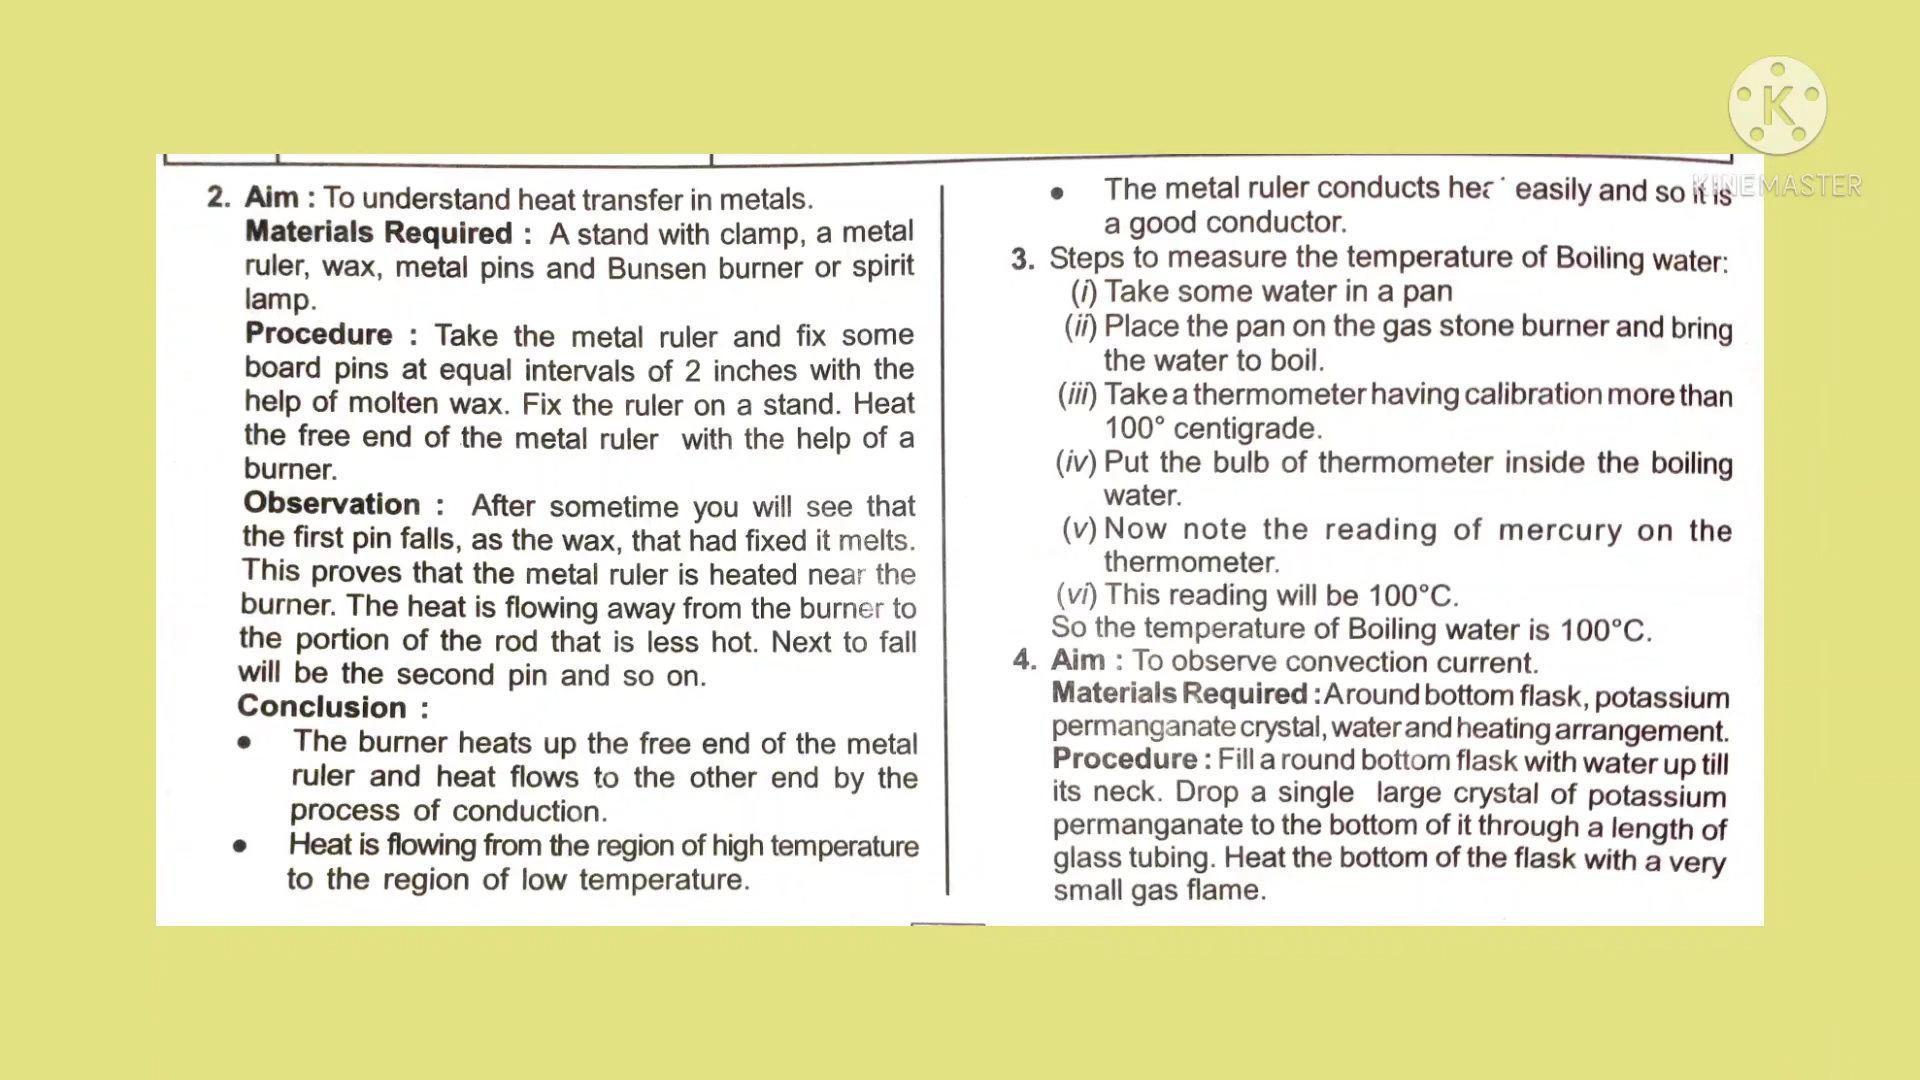 2. Aim : To understand heat transfer in metals.
Materials Required : A stand with clamp, a metal
ruler, wax, metal pins and Bunsen burner or spirit
lamp.
Procedure : Take the metal ruler and fix some
board pins at equal intervals of 2 inches with the
help of molten wax. Fix the ruler on a stand. Heat
the free end of the metal ruler with the help of a
burner.
Observation : After sometime you will see that
the first pin falls, as the wax, that had fixed it melts.
This proves that the metal ruler is heated near the
burner. The heat is flowing away from the burner to
the portion of the rod that is less hot. Next to fall
will be the second pin and so on.
Conclusion :
• The burner heats up the free end of the metal
ruler and heat flows to the other end by the
process of conduction.
• Heat is flowing from the region of high temperature
to the region of low temperature.
• The metal ruler conducts easily and so it is
a good conductor.
3. Steps to measure the temperature of Boiling water:
(i) Take some water in a pan
(ii) Place the pan on the gas stone burner and bring
the water to boil.
(iii) Take a thermometer having calibration more than
100° centigrade.
(iv) Put the bulb of thermometer inside the boiling
water.
(v) Now note the reading of mercury on the
thermometer.
(vi) This reading will be 100°C.
So the temperature of Boiling water is 100°C.
4. Aim : To observe convection current.
Materials Required : Around bottom flask, potassium
permanganate crystal, water and heating arrangement.
Procedure : Fill a round bottom flask with water up till
its neck. Drop a single large crystal of potassium
permanganate to the bottom of it through a length of
glass tubing. Heat the bottom of the flask with a very
small gas flame.
K
KINEMASTER